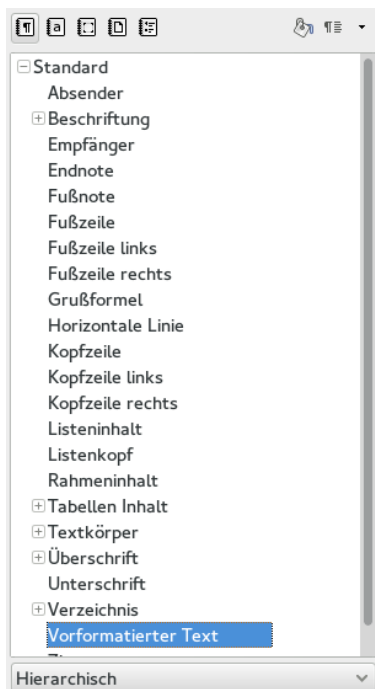 Standard
Absender
Beschriftung
Empfänger
Endnote
Fußnote
Fußzeile
Fußzeile links
Fußzeile rechts
Grußformel
Horizontale Linie
Kopfzeile
Kopfzeile links
Kopfzeile rechts
Listeninhalt
Listenkopf
Rahmeninhalt
Tabellen Inhalt
Textkörper
Überschrift
Unterschrift
Verzeichnis
Vorformatierter Text
Hierarchisch